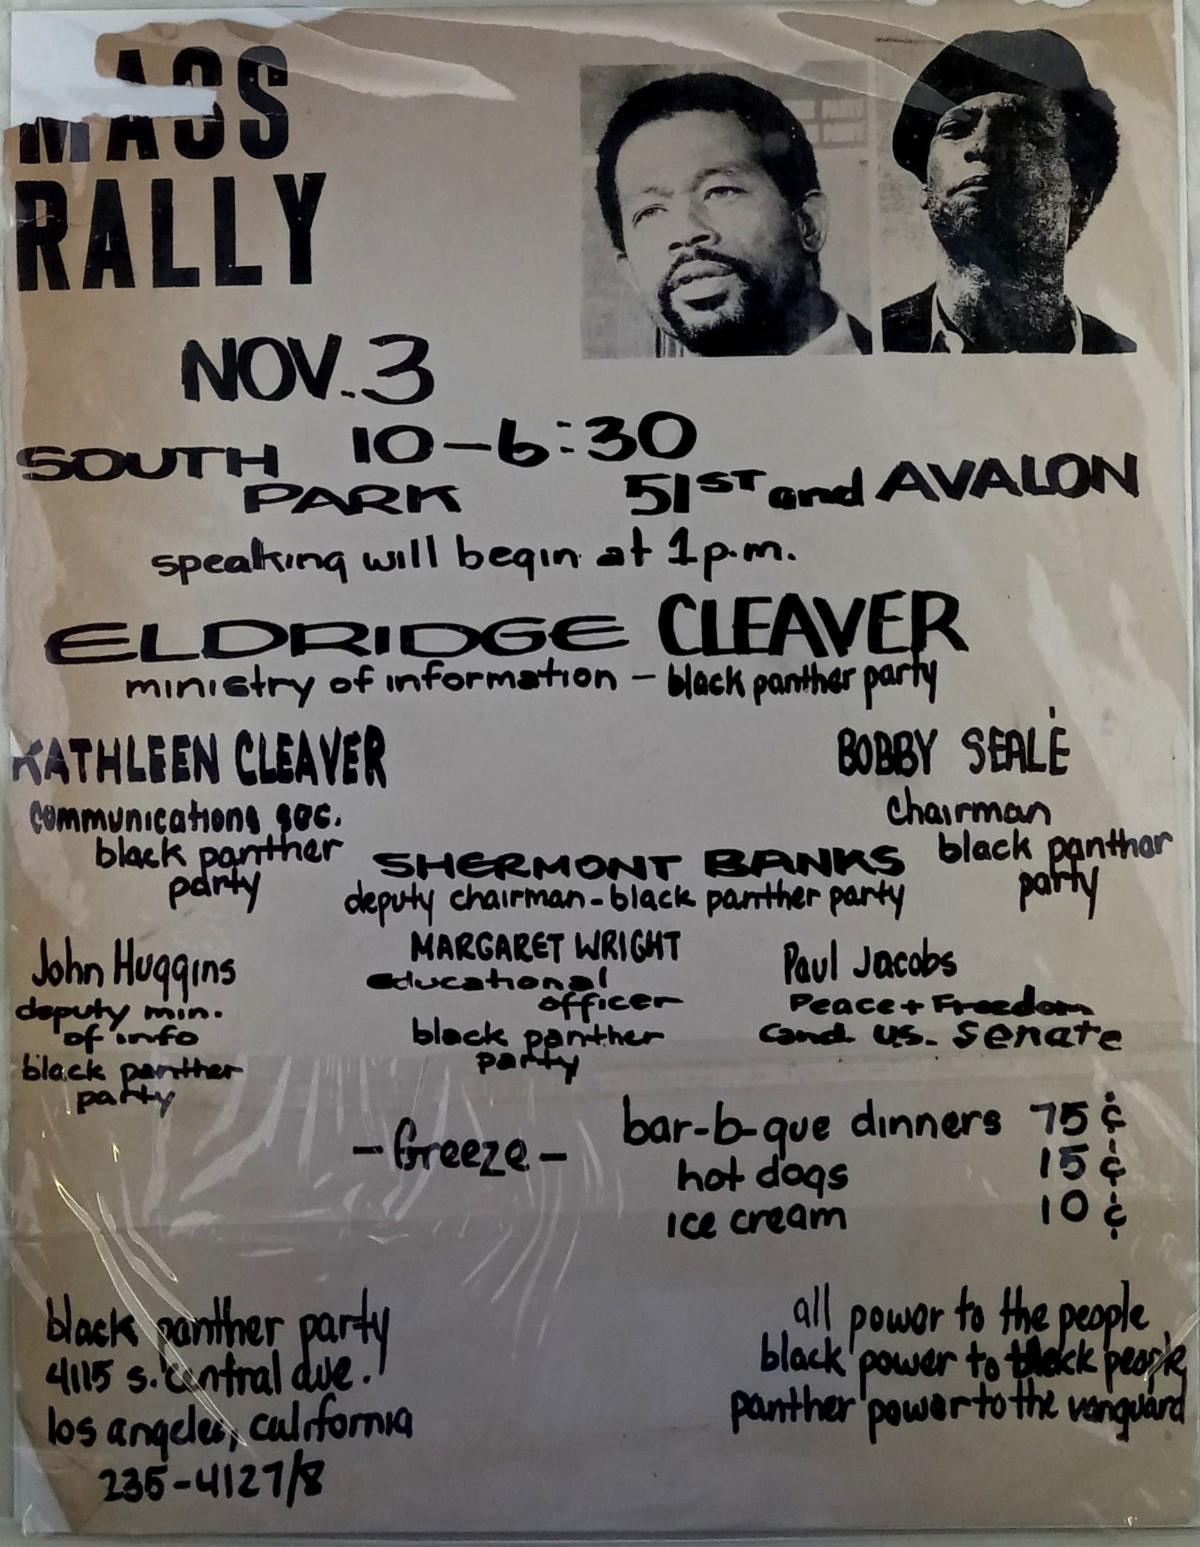 MASS
RALLY
NOV. 3
10-6:30
SOUTH
PARK
51ST and AVALON
speaking will begin at 1 p.m.
ELDRIDGE CLEAVER
ministry of information - black panther party
KATHLEEN CLEAVER
communications sec.
black panther
party
BOBBY SEALE
chairman
black panther
party
SHERMONT BANKS
deputy chairman - black panther party
John Huggins
deputy min.
of info
black panther
party
MARGARET WRIGHT
educational
officer
black panther
party
Paul Jacobs
Peace + Freedom
cand. U.S. Senate
-Greeze-
bar-b-que dinners 75¢
hot dogs 15¢
ice cream 10¢
black panther party
4115 s. central ave.
los angeles, california
235-4127/8
all power to the people
black power to black people
panther power to the vanguard